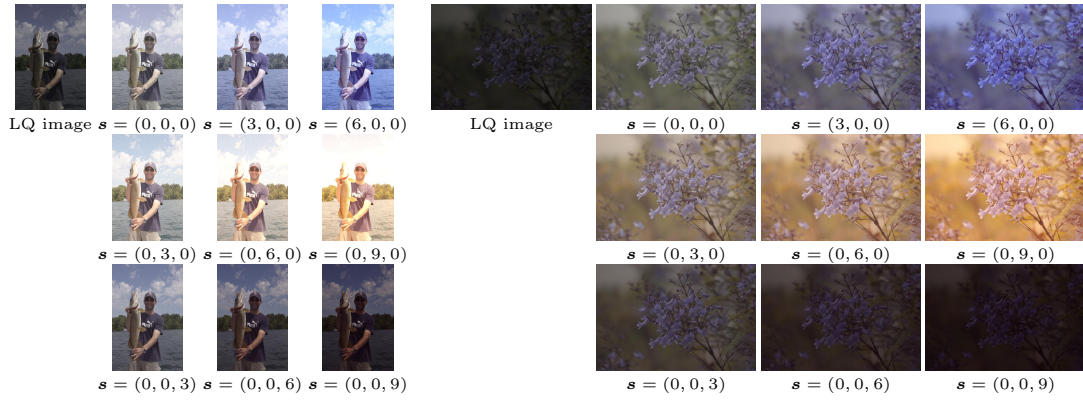 LQ image s = (0, 0, 0) s = (3, 0, 0) s = (6, 0, 0)
LQ image s = (0, 0, 0) s = (3, 0, 0) s = (6, 0, 0)
s = (0, 3, 0) s = (0, 6, 0) s = (0, 9, 0)
s = (0, 3, 0) s = (0, 6, 0) s = (0, 9, 0)
s = (0, 0, 3) s = (0, 0, 6) s = (0, 0, 9)
s = (0, 0, 3) s = (0, 0, 6) s = (0, 0, 9)